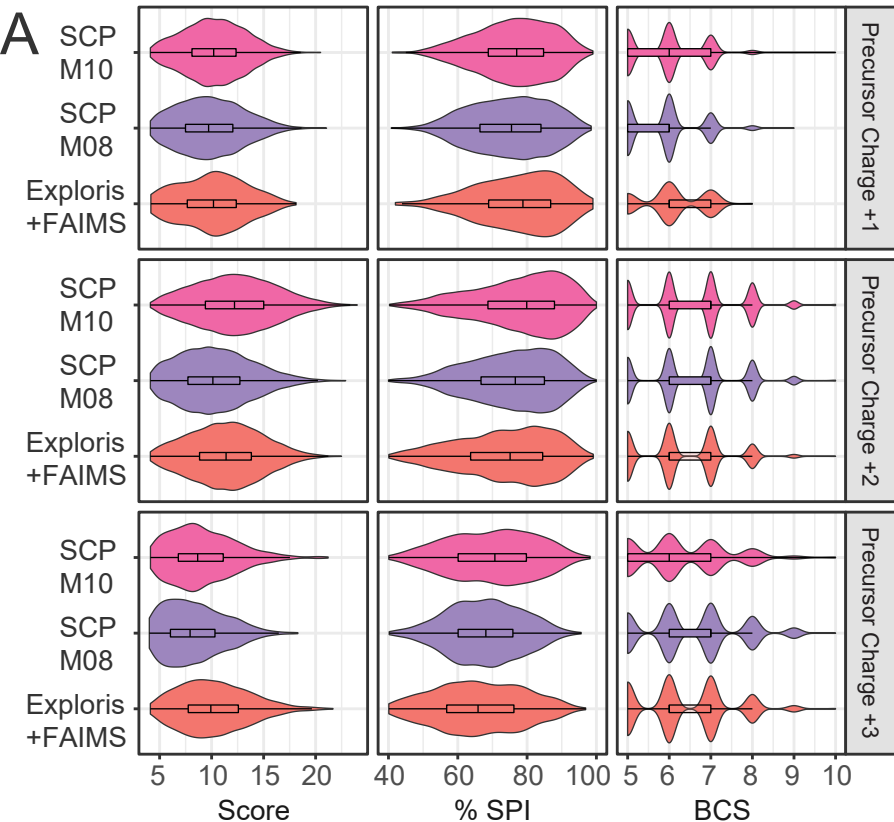 A
SCP
M10
SCP
M08
Exploris
+FAIMS
Precursor Charge +1
SCP
M10
SCP
M08
Exploris
+FAIMS
Precursor Charge +2
SCP
M10
SCP
M08
Exploris
+FAIMS
Precursor Charge +3
5 10 15 20 40 60 80 100 5 6 7 8 9 10
Score % SPI BCS